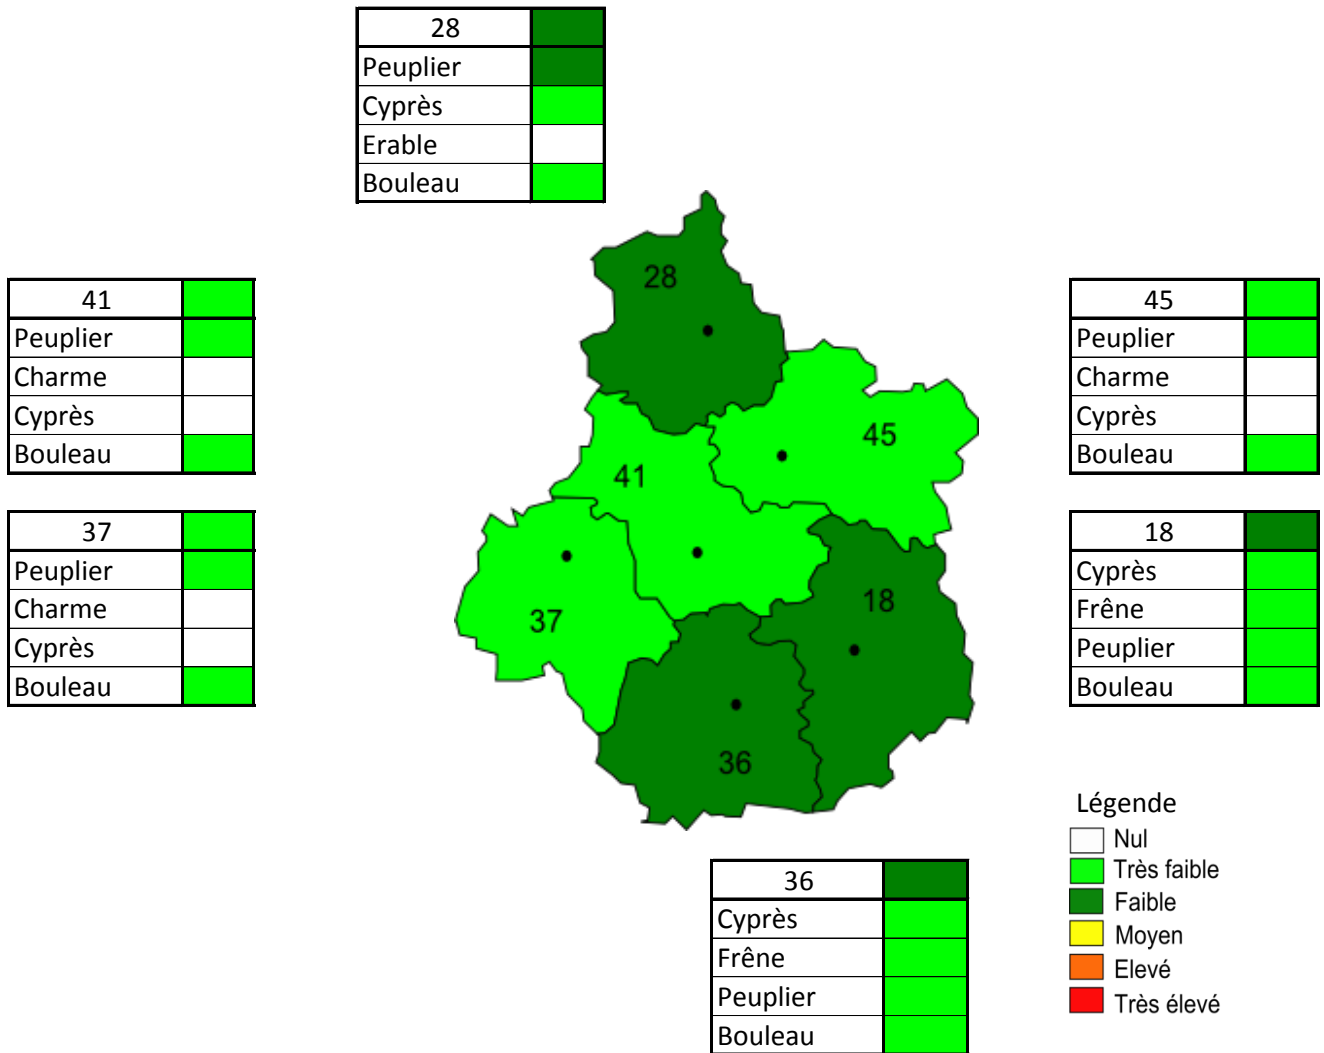 28
Peuplier
Cyprès
Erable
Bouleau
41
Peuplier
Charme
Cyprès
Bouleau
37
Peuplier
Charme
Cyprès
Bouleau
28
45
41
37
18
36
45
Peuplier
Charme
Cyprès
Bouleau
18
Cyprès
Frêne
Peuplier
Bouleau
36
Cyprès
Frêne
Peuplier
Bouleau
Légende
Nul
Très faible
Faible
Moyen
Elevé
Très élevé